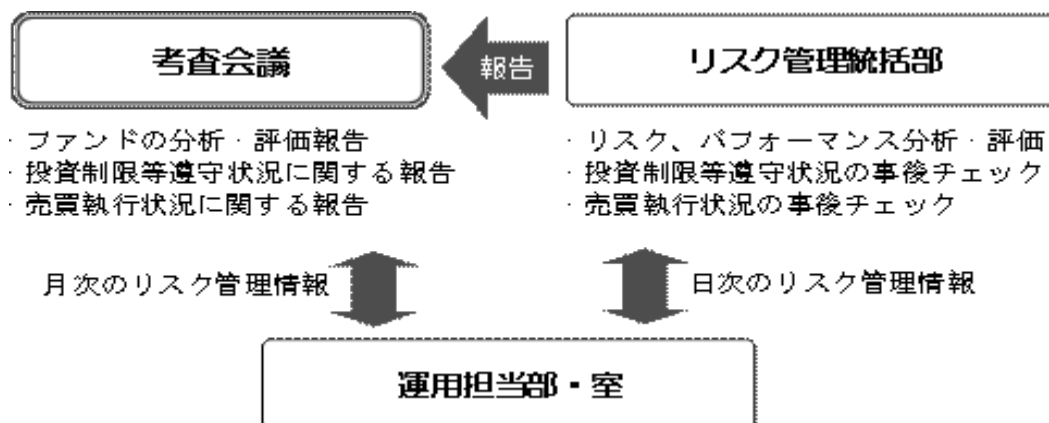 考査会議
報告
リスク管理統括部
・ファンドの分析・評価報告
・投資制限等遵守状況に関する報告
・売買執行状況に関する報告
・リスク、パフォーマンス分析・評価
・投資制限等遵守状況の事後チェック
・売買執行状況の事後チェック
月次のリスク管理情報
日次のリスク管理情報
運用担当部・室